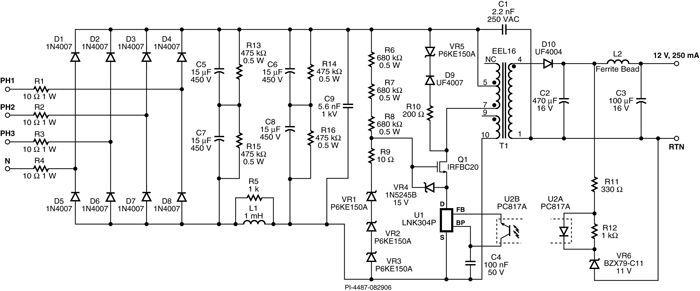 C1
2.2 nF
250 VAC
D1
1N4007
D2
1N4007
D3
1N4007
D4
1N4007
C5
15 µF
450 V
R13
475 kΩ
0.5 W
C6
15 µF
450 V
R14
475 kΩ
0.5 W
R6
680 kΩ
0.5 W
VR5
P6KE150A
EEL16
NC
4
D10
UF4004
L2
Ferrite Bead
12 V, 250 mA
PH1
R1
10 Ω 1 W
PH2
R2
10 Ω 1 W
PH3
R3
10 Ω 1 W
N
R4
10 Ω 1 W
C9
5.6 nF
1 kV
R7
680 kΩ
0.5 W
D9
UF4007
5
C2
470 µF
16 V
C3
100 µF
16 V
R10
200 Ω
7
9
10
1
T1
RTN
C7
15 µF
450 V
R15
475 kΩ
0.5 W
C8
15 µF
450 V
R16
475 kΩ
0.5 W
R8
680 kΩ
0.5 W
R9
10 Ω
Q1
IRFBC20
VR4
1N5245B
15 V
D5
1N4007
D6
1N4007
D7
1N4007
D8
1N4007
R5
1 k
L1
1 mH
VR1
P6KE150A
VR2
P6KE150A
VR3
P6KE150A
U1
LNK304P
D
S
FB
BP
U2B
PC817A
U2A
PC817A
R11
330 Ω
R12
1 kΩ
C4
100 nF
50 V
VR6
BZX79-C11
11 V
PI-4487-082906